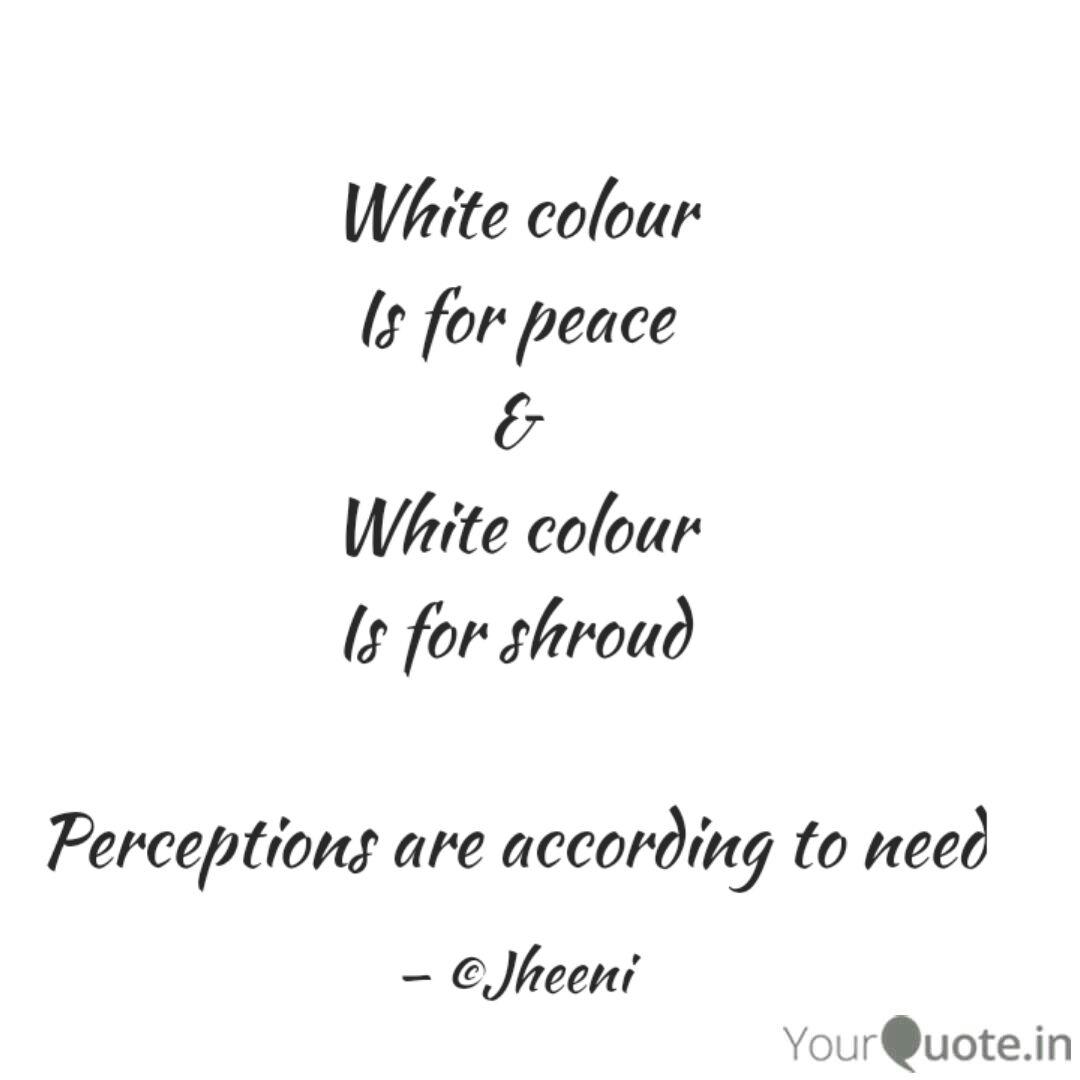 White colour
Is for peace
&
White colour
Is for shroud
Perceptions are according to need
- ©Jheeni
YourQuote.in